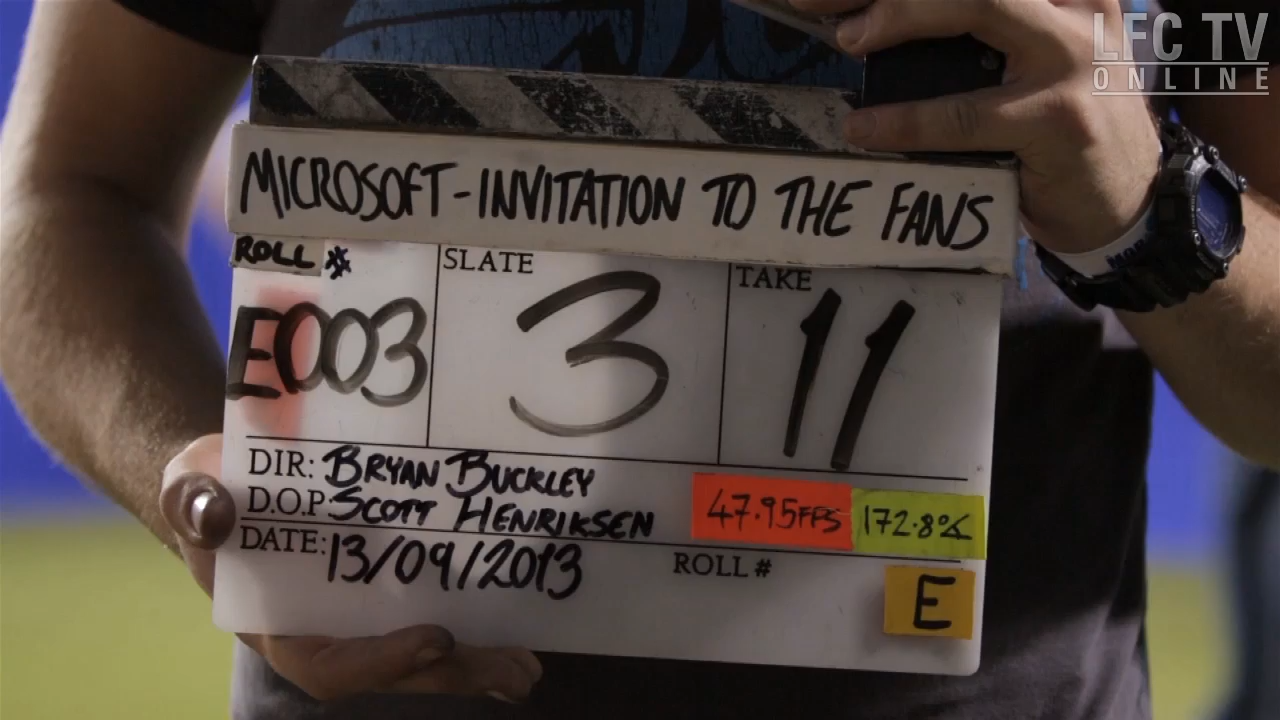 LFC TV
ONLINE
MICROSOFT-INVITATION TO THE FANS
ROLL #
SLATE
TAKE
E003
3
11
DIR: BRYAN BUCKLEY
D.O.P: SCOTT HENRIKSEN
47.95FPS
172.8°
DATE: 13/09/2013
ROLL #
E